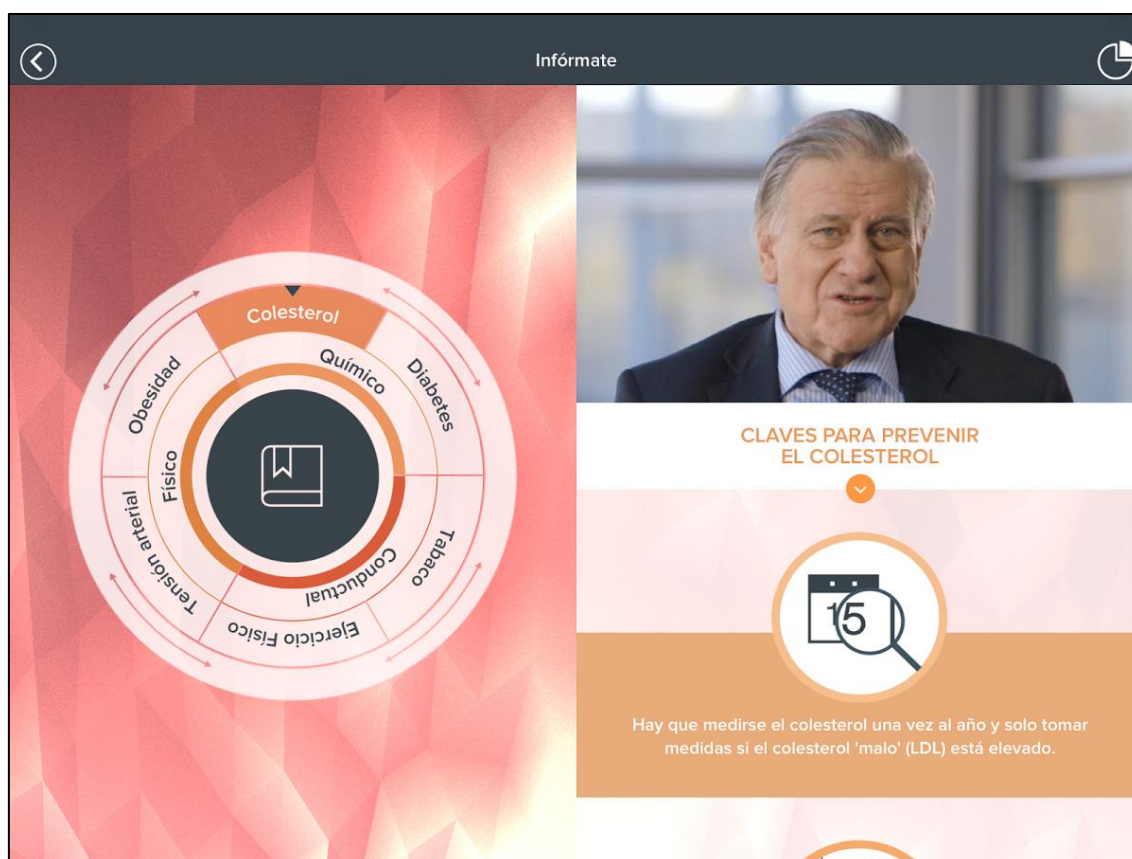 Infórmate
Colesterol
Diabetes
Tabaco
Ejercicio Físico
Tensión arterial
Obesidad
Químico
Conductual
Físico
CLAVES PARA PREVENIR
EL COLESTEROL
15
Hay que medirse el colesterol una vez al año y solo tomar
medidas si el colesterol 'malo' (LDL) está elevado.